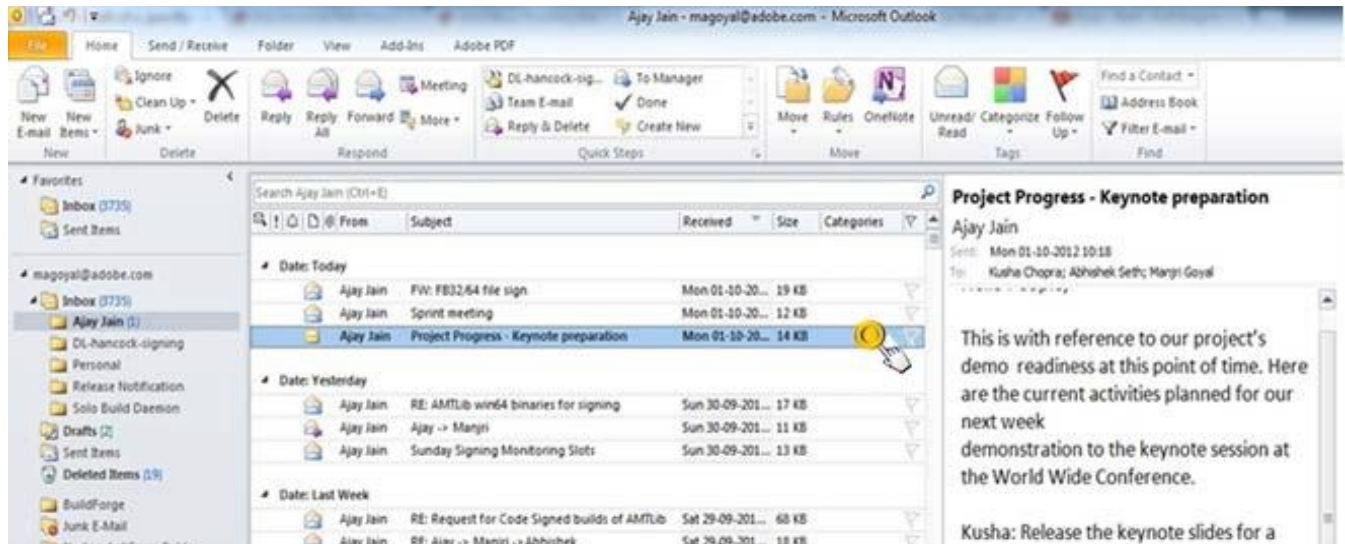 Ajay Jain - magoyal@adobe.com - Microsoft Outlook
File Home Send / Receive Folder View Add-Ins Adobe PDF
New E-mail
New Items
Ignore
Clean Up
Junk
Delete
Reply
Reply All
Forward
Meeting
More
DL-hancock-sig...
Team E-mail
Reply & Delete
To Manager
Done
Create New
Move
Rules
OneNote
Unread/ Read
Categorize
Follow Up
Find a Contact
Address Book
Filter E-mail
New Delete Respond Quick Steps Move Tags Find
Favorites
Inbox (3735)
Sent Items
magoyal@adobe.com
Inbox (3735)
Ajay Jain (1)
DL-hancock-signing
Personal
Release Notification
Solo Build Daemon
Drafts [2]
Sent Items
Deleted Items (19)
BuildForge
Junk E-Mail
Search Ajay Jain (Ctrl+E)
From Subject Received Size Categories
Date: Today
Ajay Jain FW: FB32/64 file sign Mon 01-10-20... 19 KB
Ajay Jain Sprint meeting Mon 01-10-20... 12 KB
Ajay Jain Project Progress - Keynote preparation Mon 01-10-20... 14 KB
Date: Yesterday
Ajay Jain RE: AMTLib win64 binaries for signing Sun 30-09-201... 17 KB
Ajay Jain Ajay -> Manjri Sun 30-09-201... 11 KB
Ajay Jain Sunday Signing Monitoring Slots Sun 30-09-201... 13 KB
Date: Last Week
Ajay Jain RE: Request for Code Signed builds of AMTLib Sat 29-09-201... 68 KB
Ajay Jain RE: Ajay -> Manjri -> Abhishek Sat 29-09-201... 18 KB
Project Progress - Keynote preparation
Ajay Jain
Sent: Mon 01-10-2012 10:18
To: Kusha Chopra; Abhishek Seth; Manjri Goyal
This is with reference to our project's
demo readiness at this point of time. Here
are the current activities planned for our
next week
demonstration to the keynote session at
the World Wide Conference.
Kusha: Release the keynote slides for a